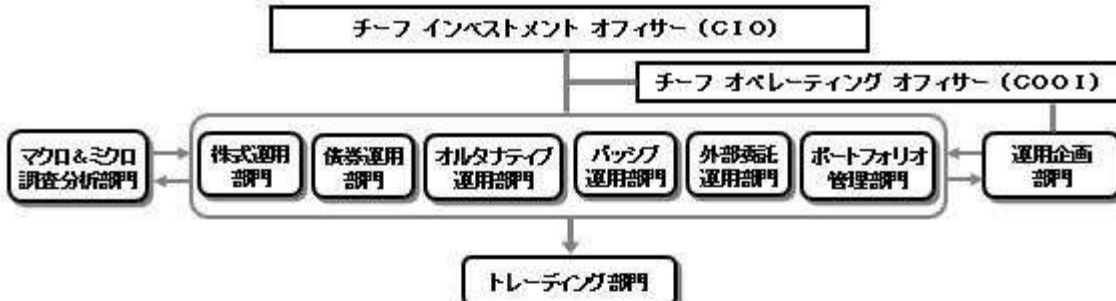 チーフ インベストメント オフィサー (CIO)
チーフ オペレーティング オフィサー (COOI)
マクロ&ミクロ
調査分析部門
株式運用
部門
債券運用
部門
オルタナティブ
運用部門
パッシブ
運用部門
外部委託
運用部門
ポートフォリオ
管理部門
運用企画
部門
トレーディング部門